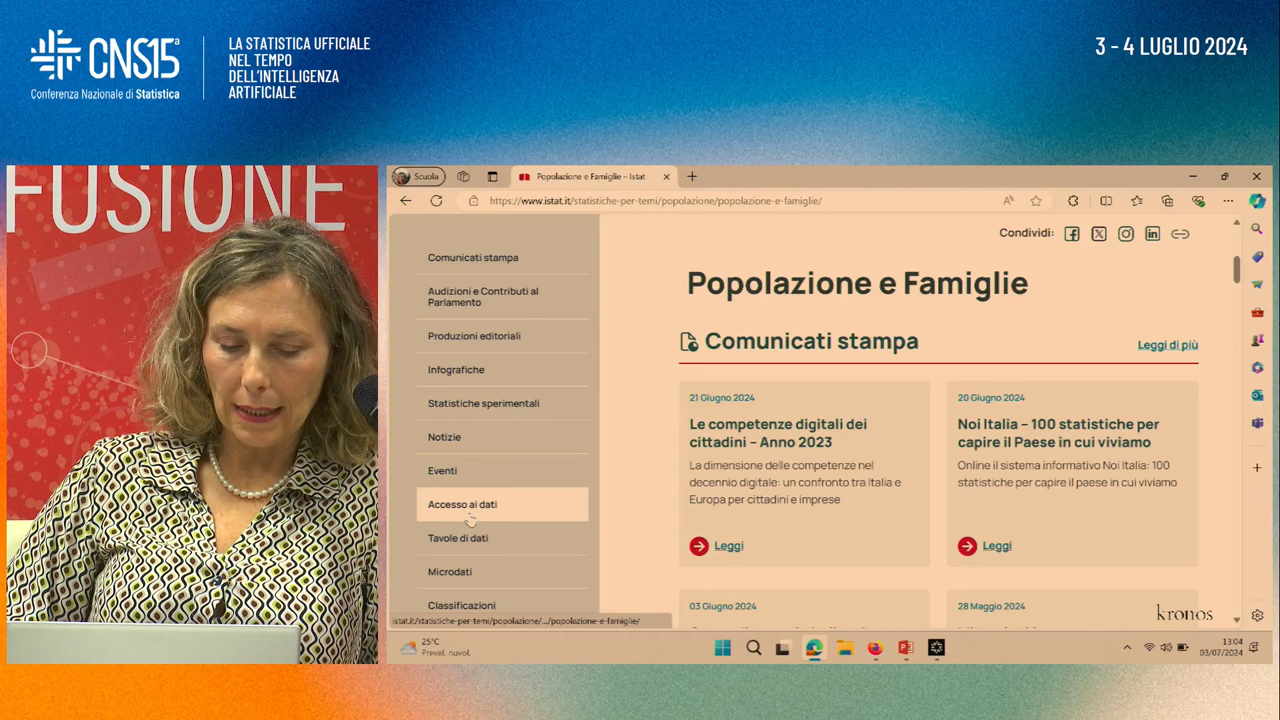 CNS15ª
Conferenza Nazionale di Statistica
LA STATISTICA UFFICIALE
NEL TEMPO
DELL'INTELLIGENZA
ARTIFICIALE
3 - 4 LUGLIO 2024
FUSIONE
Scuola
Popolazione e Famiglie – Istat
https://www.istat.it/statistiche-per-temi/popolazione/popolazione-e-famiglie/
Comunicati stampa
Audizioni e Contributi al
Parlamento
Produzioni editoriali
Infografiche
Statistiche sperimentali
Notizie
Eventi
Accesso ai dati
Tavole di dati
Microdati
Classificazioni
istat.it/statistiche-per-temi/popolazione/.../popolazione-e-famiglie/
Condividi:
Popolazione e Famiglie
Comunicati stampa
Leggi di più
21 Giugno 2024
Le competenze digitali dei
cittadini – Anno 2023
La dimensione delle competenze nel
decennio digitale: un confronto tra Italia e
Europa per cittadini e imprese
Leggi
20 Giugno 2024
Noi Italia – 100 statistiche per
capire il Paese in cui viviamo
Online il sistema informativo Noi Italia: 100
statistiche per capire il paese in cui viviamo
Leggi
03 Giugno 2024
28 Maggio 2024
kronos
25°C
Preval. nuvol.
13:04
03/07/2024